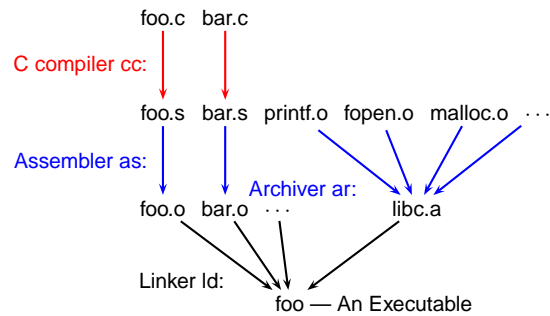 foo.c bar.c
C compiler cc:
foo.s bar.s printf.o fopen.o malloc.o ···
Assembler as:
Archiver ar:
foo.o bar.o ··· libc.a
Linker ld:
foo — An Executable